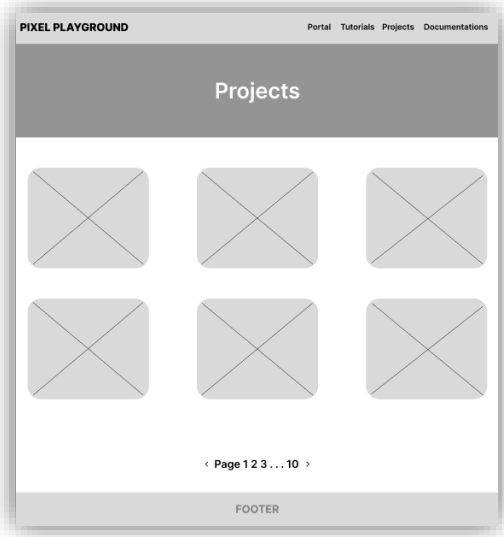 PIXEL PLAYGROUND Portal Tutorials Projects Documentations
Projects
‹ Page 1 2 3 . . . 10 ›
FOOTER